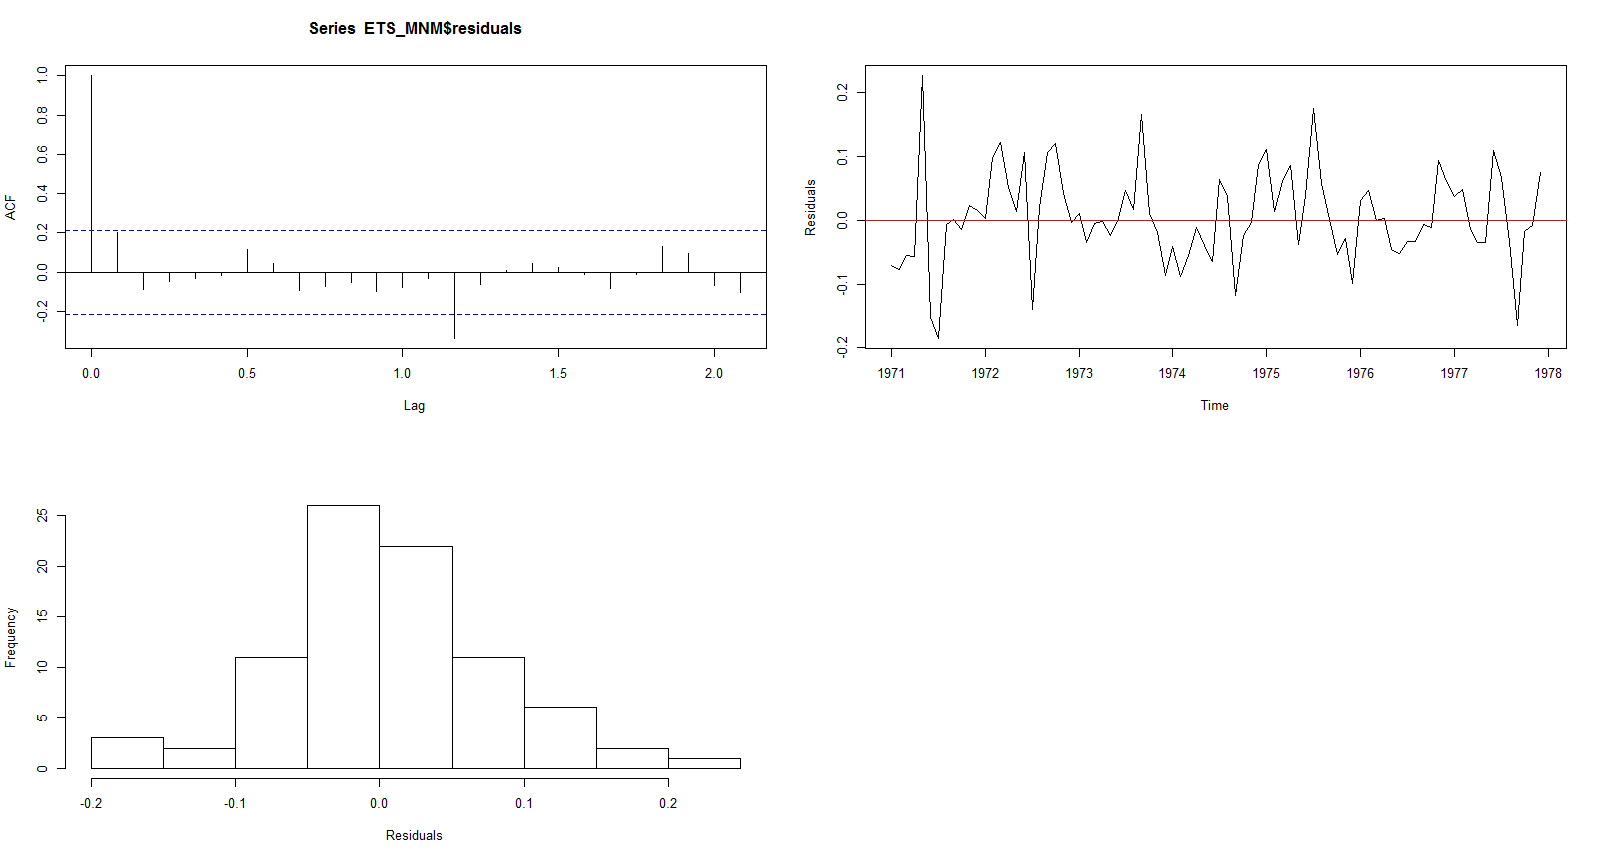 Series ETS_MNM$residuals
ACF
1.0
0.8
0.6
0.4
0.2
0.0
-0.2
0.0 0.5 1.0 1.5 2.0
Lag
Residuals
0.2
0.1
0.0
-0.1
-0.2
1971 1972 1973 1974 1975 1976 1977 1978
Time
Frequency
25
20
15
10
5
0
-0.2 -0.1 0.0 0.1 0.2
Residuals